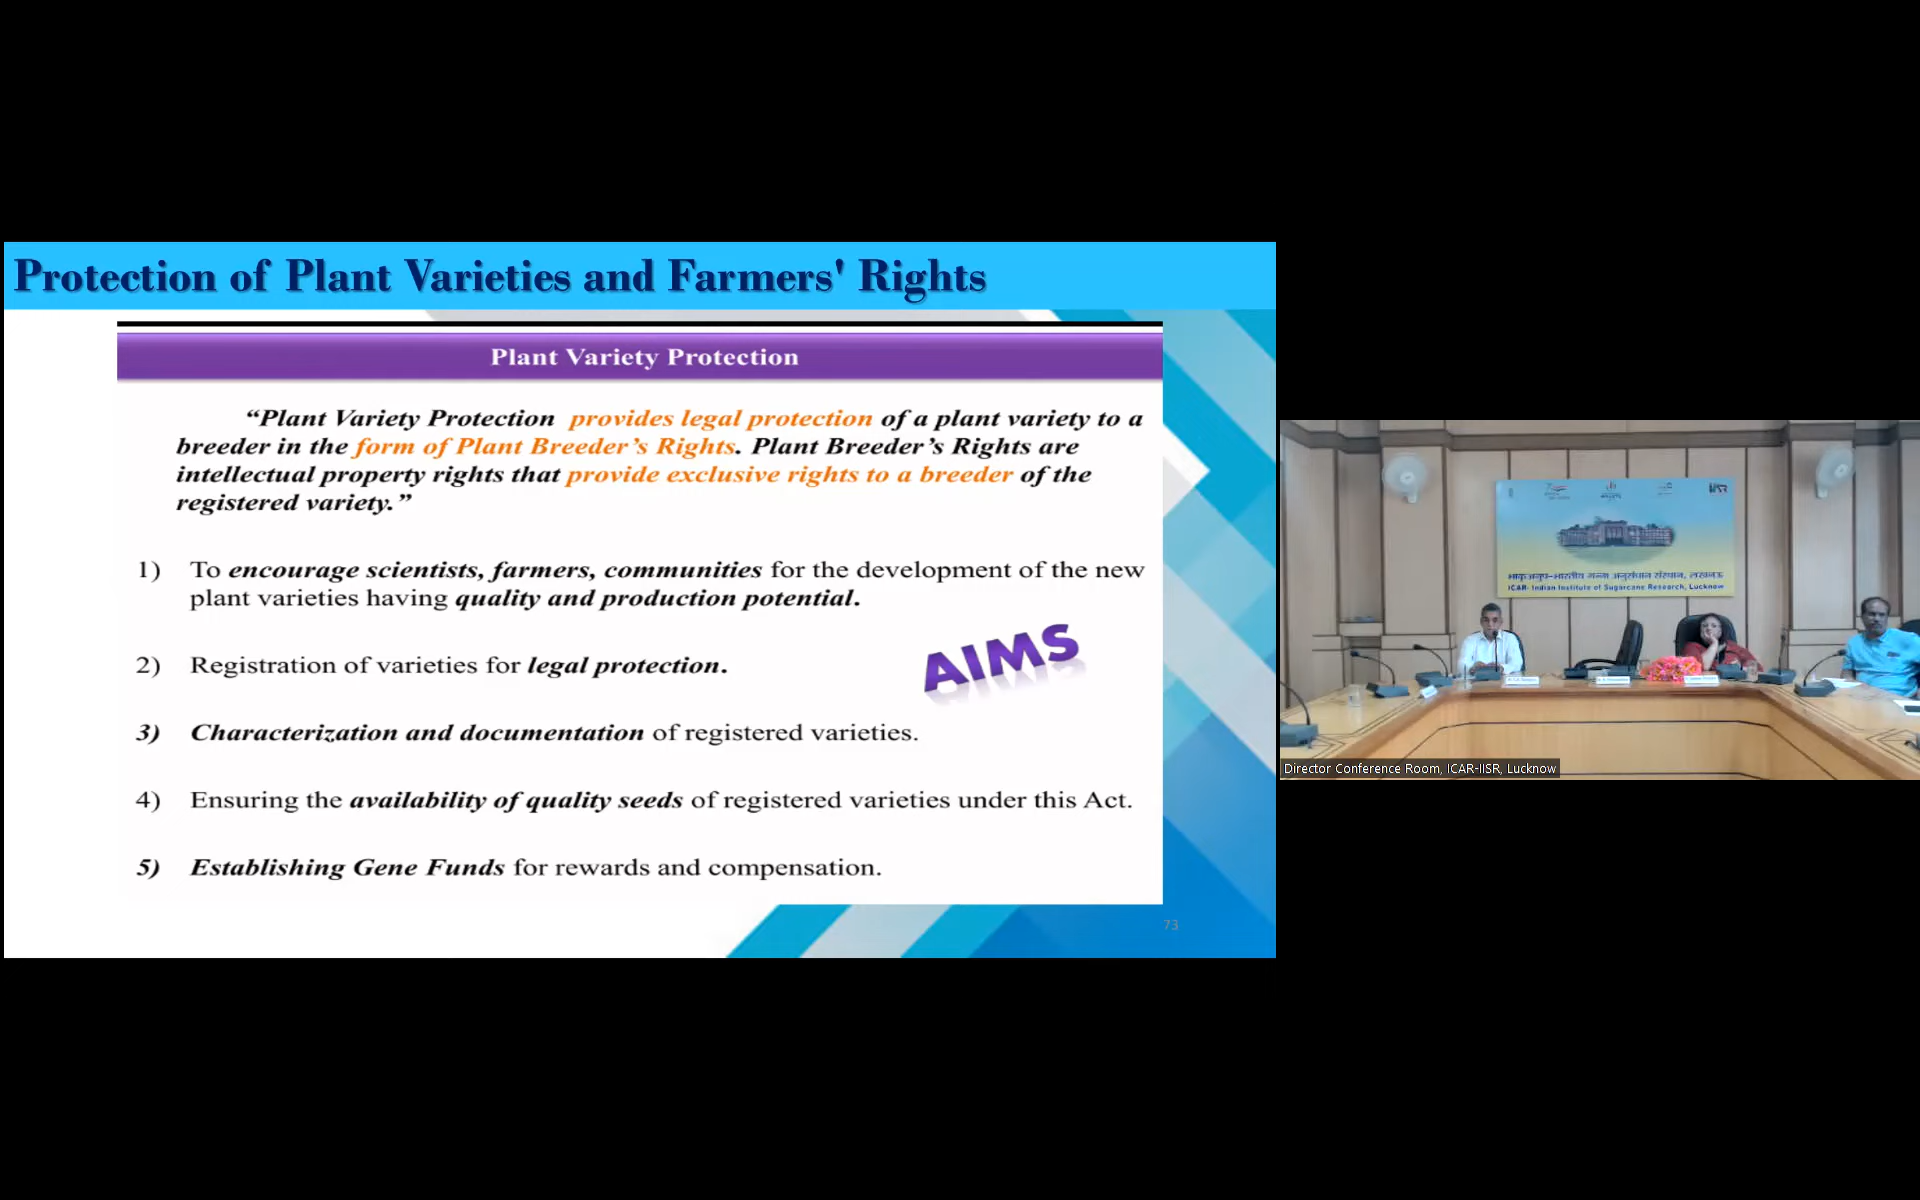 Protection of Plant Varieties and Farmers' Rights
Plant Variety Protection
“Plant Variety Protection provides legal protection of a plant variety to a
breeder in the form of Plant Breeder’s Rights. Plant Breeder’s Rights are
intellectual property rights that provide exclusive rights to a breeder of the
registered variety.”
1) To encourage scientists, farmers, communities for the development of the new
plant varieties having quality and production potential.
AIMS
2) Registration of varieties for legal protection.
3) Characterization and documentation of registered varieties.
4) Ensuring the availability of quality seeds of registered varieties under this Act.
5) Establishing Gene Funds for rewards and compensation.
73
IISR
भाकृअनुप-भारतीय गन्ना अनुसंधान संस्थान, लखनऊ
ICAR- Indian Institute of Sugarcane Research, Lucknow
Director Conference Room, ICAR-IISR, Lucknow